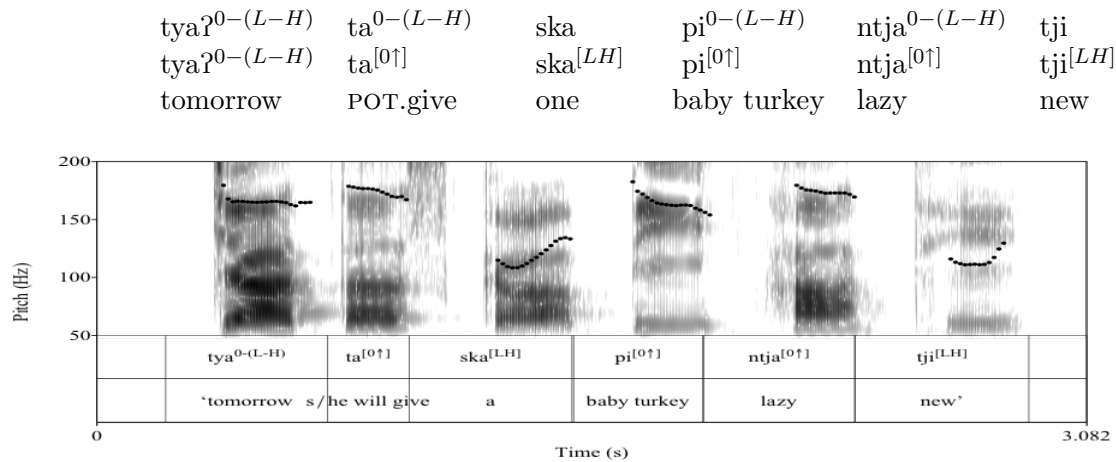 tyaʔ⁰⁻⁽ᴸ⁻ᴴ⁾ ta⁰⁻⁽ᴸ⁻ᴴ⁾ ska pi⁰⁻⁽ᴸ⁻ᴴ⁾ ntja⁰⁻⁽ᴸ⁻ᴴ⁾ tji
tyaʔ⁰⁻⁽ᴸ⁻ᴴ⁾ ta[0↑] ska[LH] pi[0↑] ntja[0↑] tji[LH]
tomorrow POT.give one baby turkey lazy new
200
150
100
50
Pitch (Hz)
tya⁰⁻⁽ᴸ⁻ᴴ⁾ ta[0↑] ska[LH] pi[0↑] ntja[0↑] tji[LH]
‘tomorrow s/he will give a baby turkey lazy new’
0 3.082
Time (s)